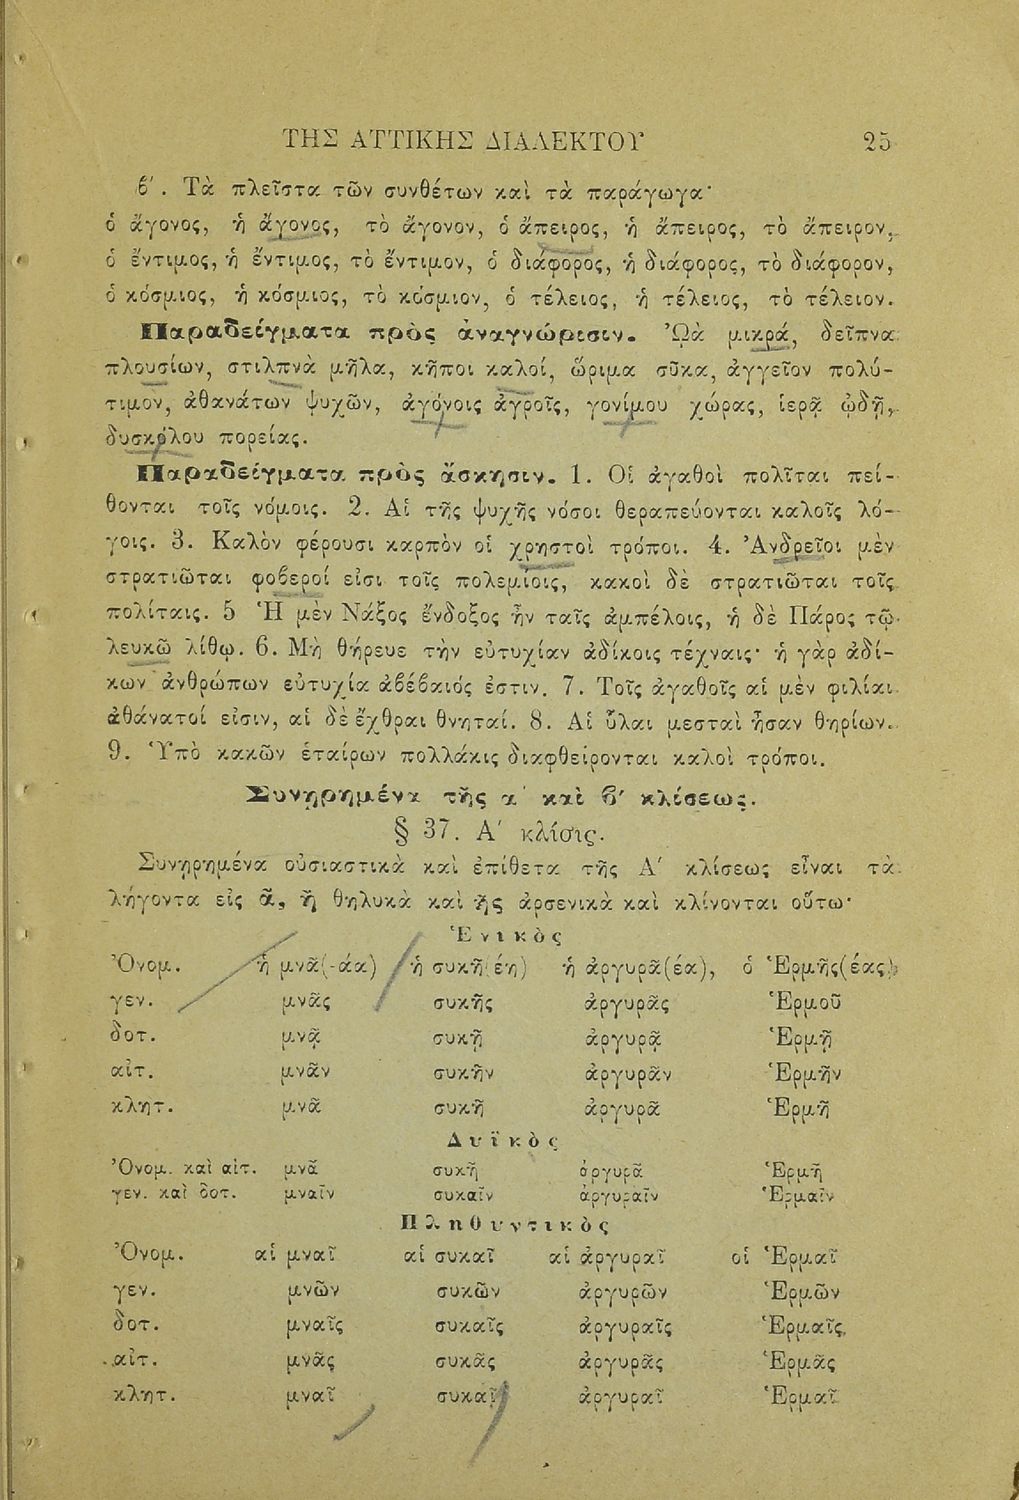 ΤΗΣ ΑΤΤΙΚΗΣ ΔΙΑΛΕΚΤΟΥ 25
β′. Τὰ πλεῖστα τῶν συνθέτων καὶ τὰ παράγωγα·
ὁ ἄγονος, ἡ ἄγονος, τὸ ἄγονον, ὁ ἄπειρος, ἡ ἄπειρος, τὸ ἄπειρον,
ὁ ἔντιμος, ἡ ἔντιμος, τὸ ἔντιμον, ὁ διάφορος, ἡ διάφορος, τὸ διάφορον,
ὁ κόσμιος, ἡ κόσμιος, τὸ κόσμιον, ὁ τέλειος, ἡ τέλειος, τὸ τέλειον.
Παραδείγματα πρὸς ἀναγνώρισιν. Ὠὰ μικρά, δεῖπνα
πλουσίων, στιλπνὰ μῆλα, κῆποι καλοί, ὥριμα σῦκα, ἀγγεῖον πολύ-
τιμον, ἀθανάτων ψυχῶν, ἀγόνοις ἀγροῖς, γονίμου χώρας, ἱερᾷ ᾠδῇ,
δυσκόλου πορείας.
Παραδείγματα πρὸς ἄσκησιν. 1. Οἱ ἀγαθοὶ πολῖται πεί-
θονται τοῖς νόμοις. 2. Αἱ τῆς ψυχῆς νόσοι θεραπεύονται καλοῖς λό-
γοις. 3. Καλὸν φέρουσι καρπὸν οἱ χρηστοὶ τρόποι. 4. Ἀνδρεῖοι μὲν
στρατιῶται φοβεροί εἰσι τοῖς πολεμίοις, κακοὶ δὲ στρατιῶται τοῖς
πολίταις. 5 Ἡ μὲν Νάξος ἔνδοξος ἦν ταῖς ἀμπέλοις, ἡ δὲ Πάρος τῷ
λευκῶ λίθῳ. 6. Μὴ θήρευε τὴν εὐτυχίαν ἀδίκοις τέχναις· ἡ γὰρ ἀδί-
κων ἀνθρώπων εὐτυχία ἀβέβαιός ἐστιν. 7. Τοῖς ἀγαθοῖς αἱ μὲν φιλίαι
ἀθάνατοί εἰσιν, αἱ δὲ ἔχθραι θνηταί. 8. Αἱ ὗλαι μεσταὶ ἦσαν θηρίων.
9. Ὑπὸ κακῶν ἑταίρων πολλάκις διαφθείρονται καλοὶ τρόποι.
Συνῃρημένα τῆς α′ καὶ β′ κλίσεως.
§ 37. Α′ κλίσις.
Συνῃρημένα οὐσιαστικὰ καὶ ἐπίθετα τῆς Α′ κλίσεως εἶναι τὰ
λήγοντα εἰς ᾶ, ῆ θηλυκὰ καὶ ῆς ἀρσενικὰ καὶ κλίνονται οὕτω·
Ἑνικὸς
Ὀνομ. ἡ μνᾶ(-άα) ἡ συκῆ(έη) ἡ ἀργυρᾶ(έα), ὁ Ἑρμῆς(έας)
γεν. μνᾶς συκῆς ἀργυρᾶς Ἑρμοῦ
δοτ. μνᾷ συκῇ ἀργυρᾷ Ἑρμῇ
αἰτ. μνᾶν συκῆν ἀργυρᾶν Ἑρμῆν
κλητ. μνᾶ συκῆ ἀργυρᾶ Ἑρμῆ
Δυϊκὸς
Ὀνομ. καὶ αἰτ. μνᾶ συκῆ ἀργυρᾶ Ἑρμῆ
γεν. καὶ δοτ. μναῖν συκαῖν ἀργυραῖν Ἑρμαῖν
Πληθυντικὸς
Ὀνομ. αἱ μναῖ αἱ συκαῖ αἱ ἀργυραῖ οἱ Ἑρμαῖ
γεν. μνῶν συκῶν ἀργυρῶν Ἑρμῶν
δοτ. μναῖς συκαῖς ἀργυραῖς Ἑρμαῖς
αἰτ. μνᾶς συκᾶς ἀργυρᾶς Ἑρμᾶς
κλητ. μναῖ συκαῖ ἀργυραῖ Ἑρμαῖ